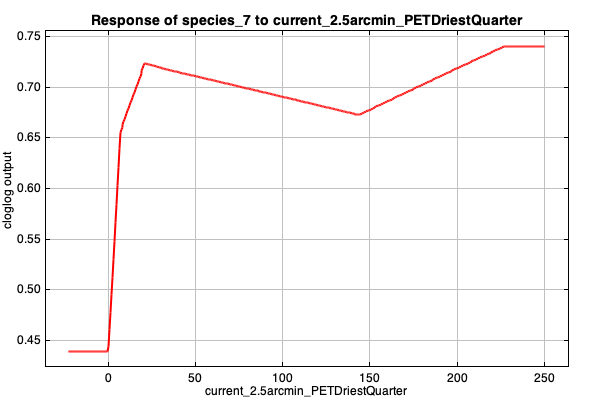 Response of species_7 to current_2.5arcmin_PETDriestQuarter
0.75
0.70
0.65
0.60
0.55
0.50
0.45
cloglog output
0 50 100 150 200 250
current_2.5arcmin_PETDriestQuarter